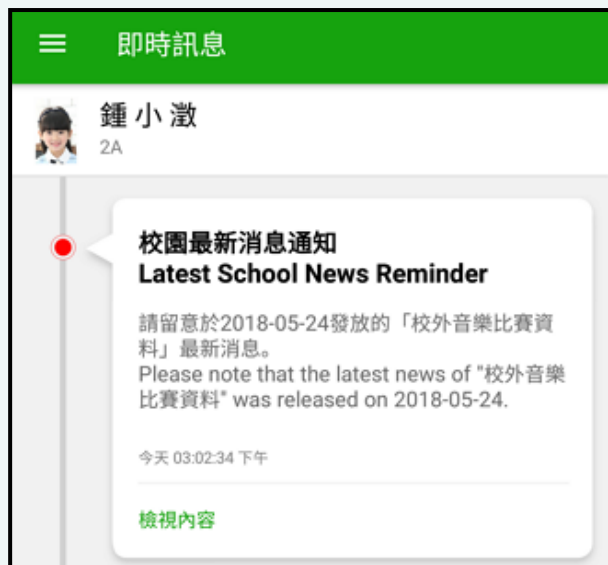 即時訊息
鍾小澂
2A
校園最新消息通知
Latest School News Reminder
請留意於2018-05-24發放的「校外音樂比賽資
料」最新消息。
Please note that the latest news of "校外音樂
比賽資料" was released on 2018-05-24.
今天 03:02:34 下午
檢視內容